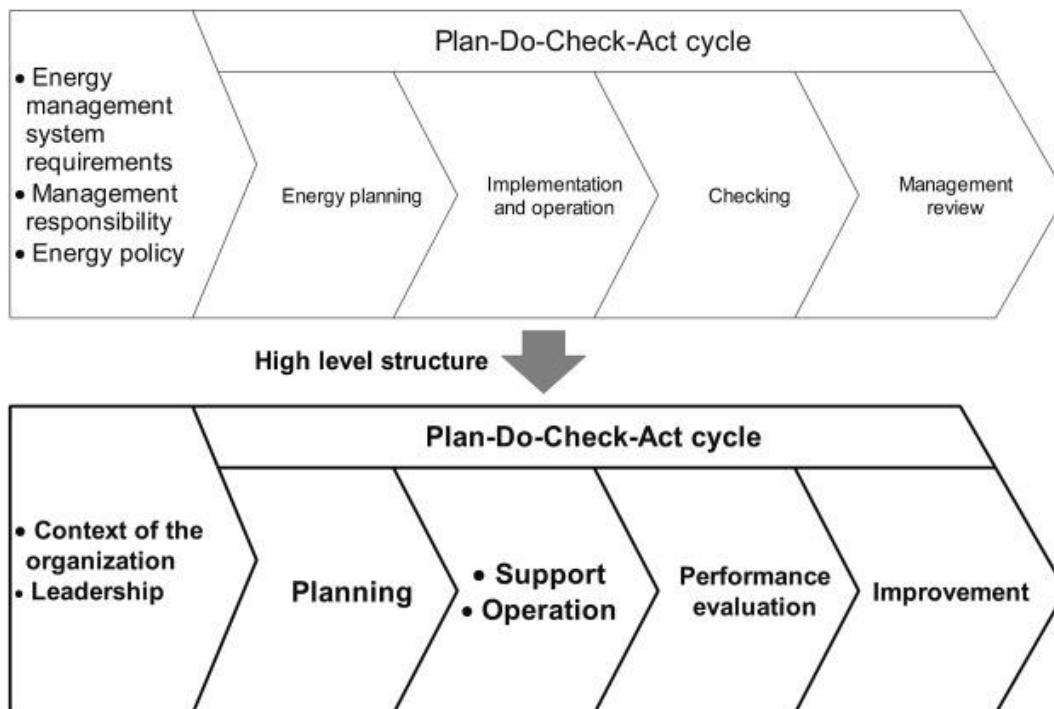 Plan-Do-Check-Act cycle
• Energy
management
system
requirements
• Management
responsibility
• Energy policy
Energy planning
Implementation
and operation
Checking
Management
review
High level structure
Plan-Do-Check-Act cycle
• Context of the
organization
• Leadership
Planning
• Support
• Operation
Performance
evaluation
Improvement